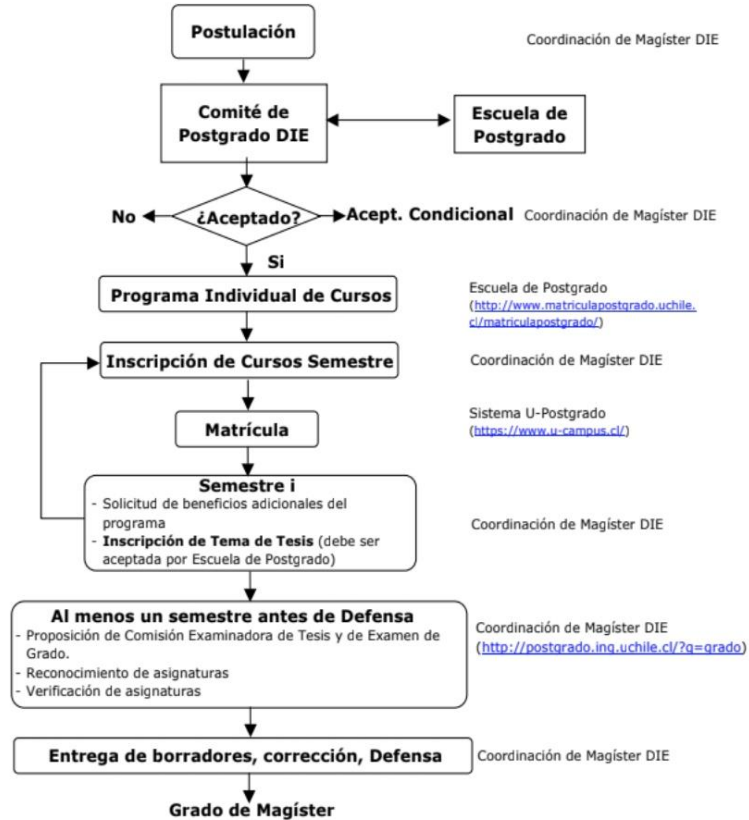 Postulación
Coordinación de Magíster DIE
Comité de
Postgrado DIE
Escuela de
Postgrado
No
¿Aceptado?
Acept. Condicional
Coordinación de Magíster DIE
Si
Programa Individual de Cursos
Escuela de Postgrado
(http://www.matriculapostgrado.uchile.
cl/matriculapostgrado/)
Inscripción de Cursos Semestre
Coordinación de Magíster DIE
Matrícula
Sistema U-Postgrado
(https://www.u-campus.cl/)
Semestre i
- Solicitud de beneficios adicionales del
programa
- Inscripción de Tema de Tesis (debe ser
aceptada por Escuela de Postgrado)
Coordinación de Magíster DIE
Al menos un semestre antes de Defensa
- Proposición de Comisión Examinadora de Tesis y de Examen de
Grado.
- Reconocimiento de asignaturas
- Verificación de asignaturas
Coordinación de Magíster DIE
(http://postgrado.ing.uchile.cl/?q=grado)
Entrega de borradores, corrección, Defensa
Coordinación de Magíster DIE
Grado de Magíster